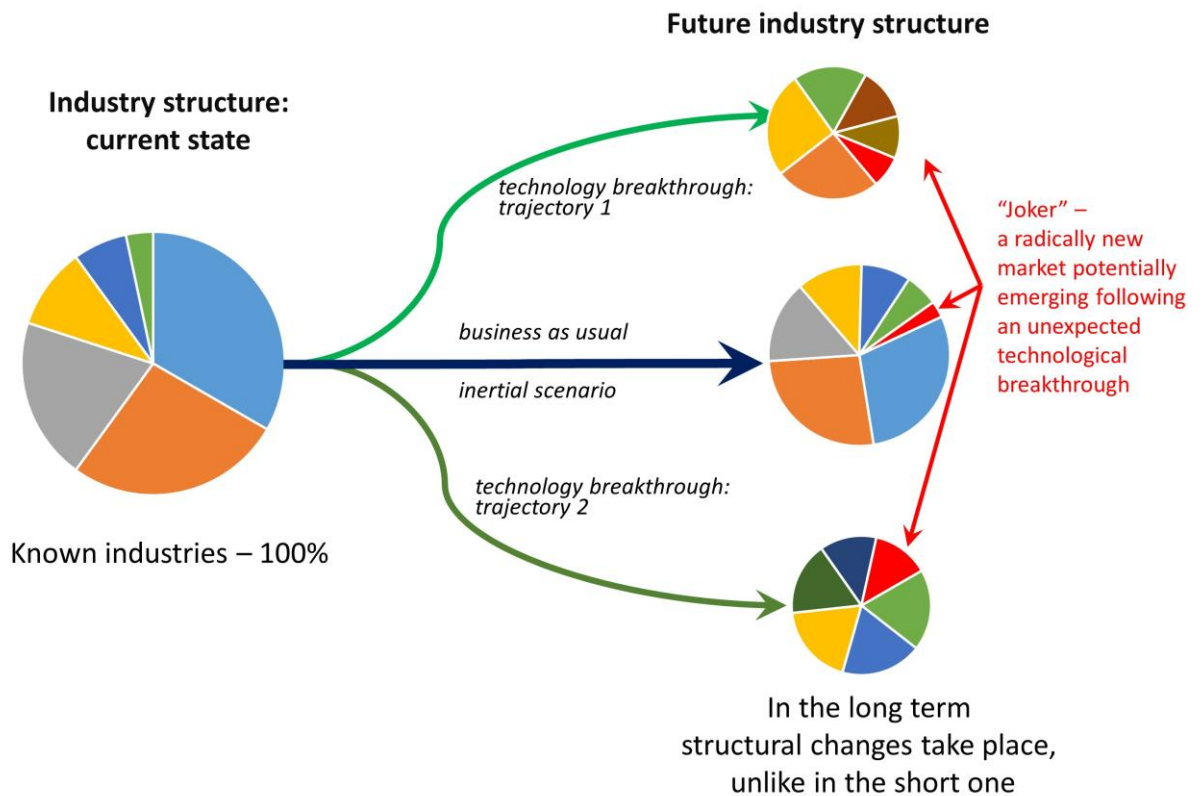 Future industry structure
Industry structure:
current state
technology breakthrough:
trajectory 1
"Joker" –
a radically new
market potentially
emerging following
an unexpected
technological
breakthrough
business as usual
inertial scenario
technology breakthrough:
trajectory 2
Known industries – 100%
In the long term
structural changes take place,
unlike in the short one